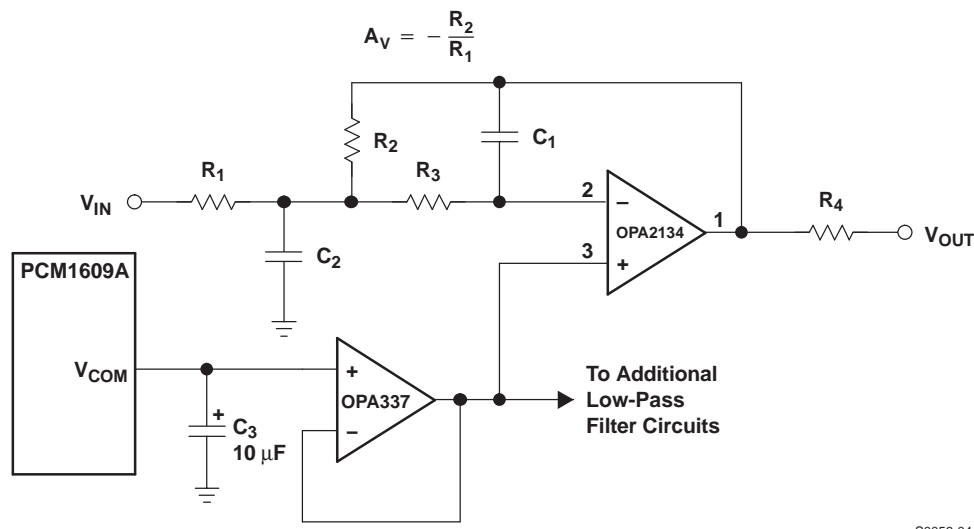 A_V = − R_2 / R_1
R_2
C_1
R_1
R_3
V_IN
2
−
OPA2134
1
R_4
V_OUT
3
+
C_2
PCM1609A
V_COM
+
OPA337
−
+
C_3
10 μF
To Additional
Low-Pass
Filter Circuits